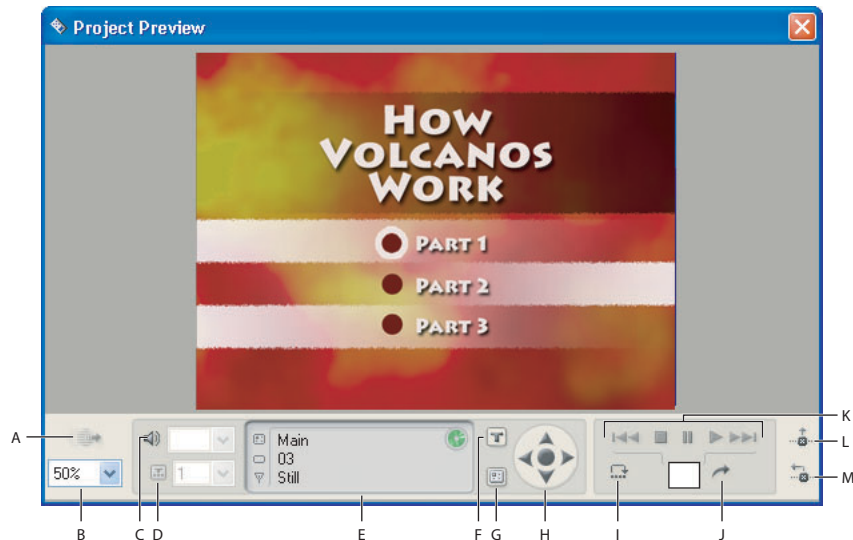 Project Preview
How
Volcanos
Work
Part 1
Part 2
Part 3
A
50%
1
Main
03
Still
T
K
L
M
B
C
D
E
F
G
H
I
J